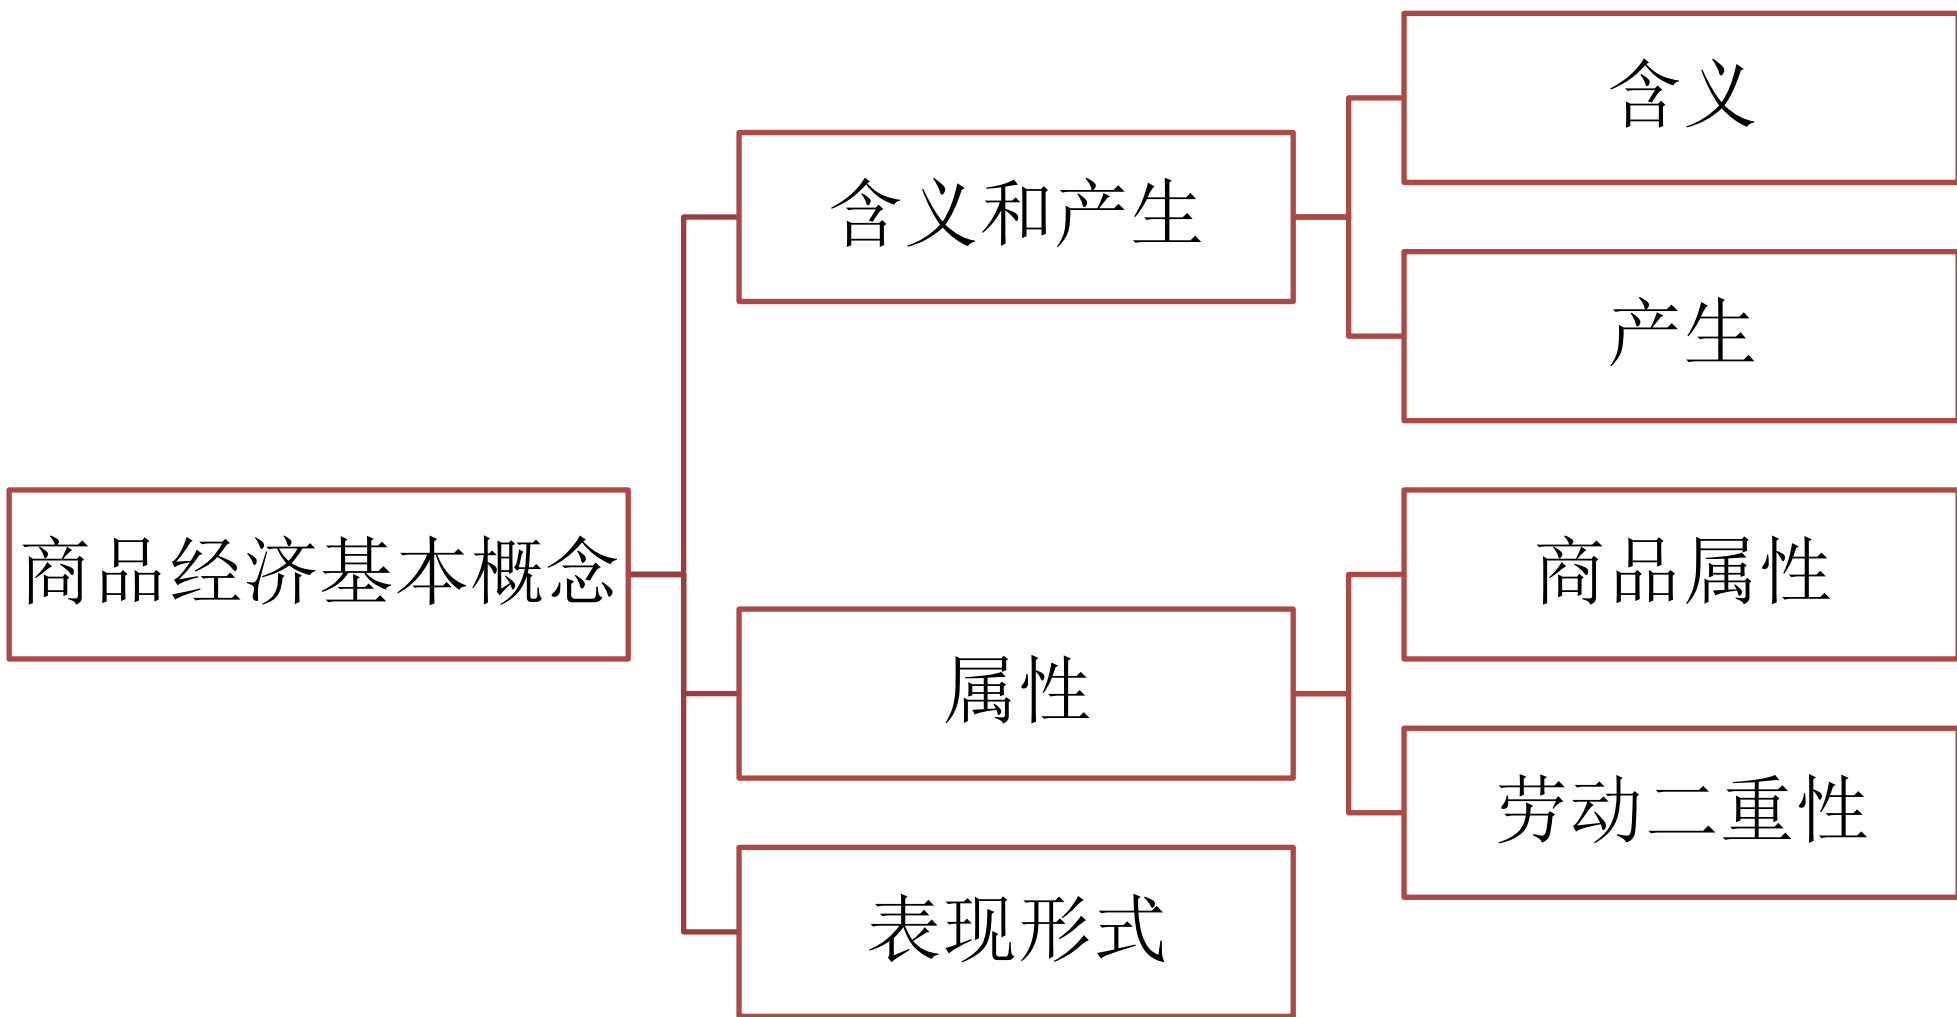 商品经济基本概念
含义和产生
含义
产生
属性
商品属性
劳动二重性
表现形式